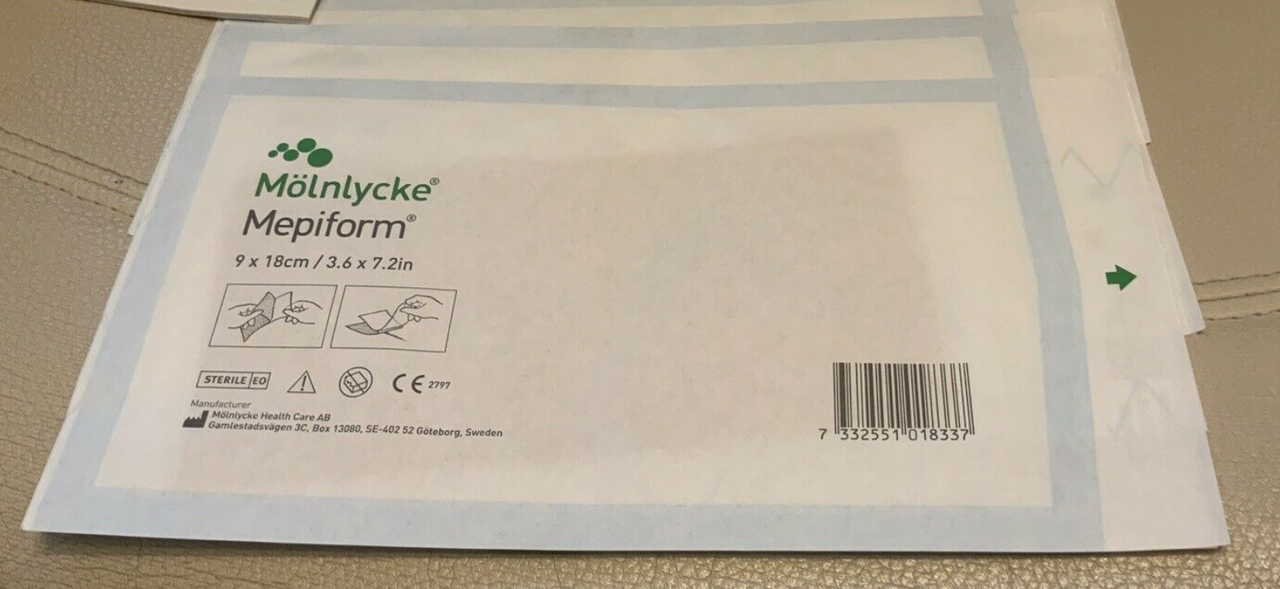 Mölnlycke®
Mepiform®
9 x 18cm / 3.6 x 7.2in
STERILE EO
CE 2797
Manufacturer
Mölnlycke Health Care AB
Gamlestadsvägen 3C, Box 13080, SE-402 52 Göteborg, Sweden
7 332551 018337